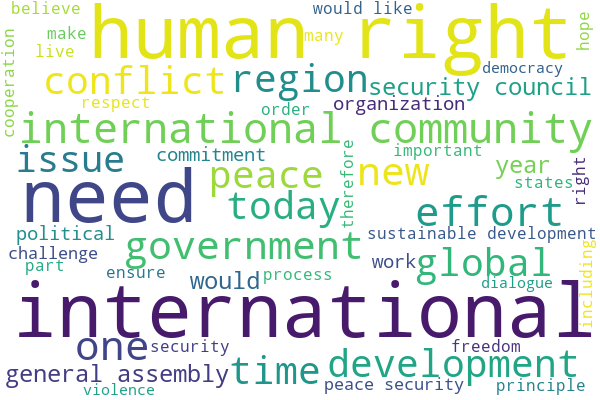 believe
would like
human right
hope
make
many
live
cooperation
conflict
region
democracy
security council
respect
order
organization
international community
therefore
important
issue
commitment
peace
new
year
states
right
need
today
effort
political
government
sustainable development
challenge
part
ensure
would
process
work
global
dialogue
including
international
one
security
time
development
freedom
general assembly
violence
peace security
principle